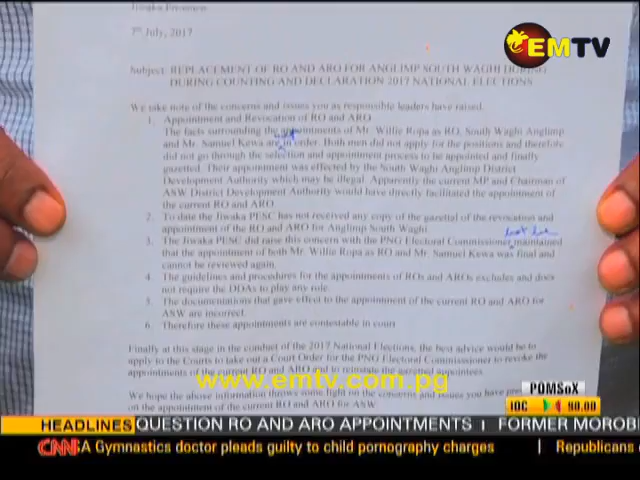 Jiwaka Province
7th July, 2017
EMTV
Subject: REPLACEMENT OF RO AND ARO FOR ANGLIMP SOUTH WAGHI DURING
DURING COUNTING AND DECLARATION 2017 NATIONAL ELECTIONS
We take note of the concerns and issues you as responsible leaders have raised.
1. Appointment and Revocation of RO and ARO
The facts surrounding the appointments of Mr. Willie Ropa as RO, South Waghi Anglimp
and Mr. Samuel Kewa are not in order. Both men did not apply for the positions and therefore
did not go through the selection and appointment process to be appointed and finally
gazetted. Their appointment was effected by the South Waghi Anglimp District
Development Authority which may be illegal. Apparently the current MP and Chairman of
ASW District Development Authority would have directly facilitated the appointment of
the current RO and ARO
2. To date the Jiwaka PESC has not received any copy of the gazettal of the revocation and
appointment of the RO and ARO for Anglimp South Waghi.
3. The Jiwaka PESC did raise this concern with the PNG Electoral Commissioner but he maintained
that the appointment of both Mr. Willie Ropa as RO and Mr. Samuel Kewa was final and
cannot be reviewed again.
4. The guidelines and procedures for the appointments of ROs and AROs excludes and does
not require the DDAs to play any role.
5. The documentations that gave effect to the appointment of the current RO and ARO for
ASW are incorrect.
6. Therefore these appointments are contestable in court
Finally at this stage in the conduct of the 2017 National Elections, the best advice would be to
apply to the Courts to take out a Court Order for the PNG Electoral Commissioner to revoke the
appointments of current RO and ARO and to reinstate the appointees.
www.emtv.com.pg
We hope the above information throws some light on the concerns and issues you have
on the appointment of the current RO and ARO for ASW
POMSoX
IOC 90.00
HEADLINES QUESTION RO AND ARO APPOINTMENTS | FORMER MOROB
CNN SA Gymnastics doctor pleads guilty to child pornography charges | Republicans